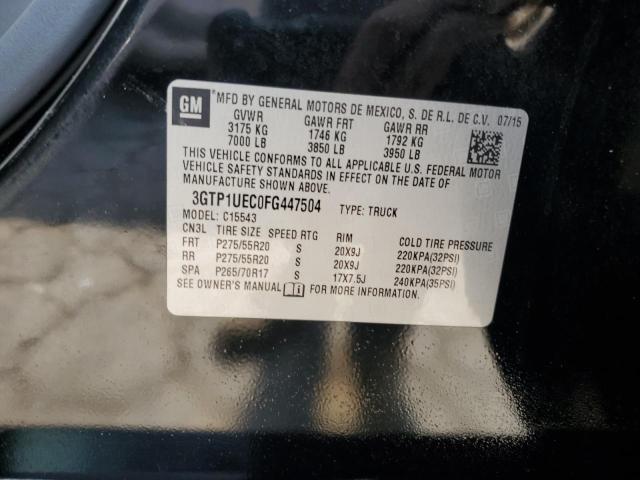 GM MFD BY GENERAL MOTORS DE MEXICO, S. DE R.L. DE C.V. 07/15
GVWR GAWR FRT GAWR RR
3175 KG 1746 KG 1792 KG
7000 LB 3850 LB 3950 LB
THIS VEHICLE CONFORMS TO ALL APPLICABLE U.S. FEDERAL MOTOR
VEHICLE SAFETY STANDARDS IN EFFECT ON THE DATE OF
MANUFACTURE SHOWN ABOVE.
3GTP1UEC0FG447504 TYPE: TRUCK
MODEL: C15543
CN3L TIRE SIZE SPEED RTG RIM COLD TIRE PRESSURE
FRT P275/55R20 S 20X9J 220KPA(32PSI)
RR P275/55R20 S 20X9J 220KPA(32PSI)
SPA P265/70R17 S 17X7.5J 240KPA(35PSI)
SEE OWNER'S MANUAL FOR MORE INFORMATION.